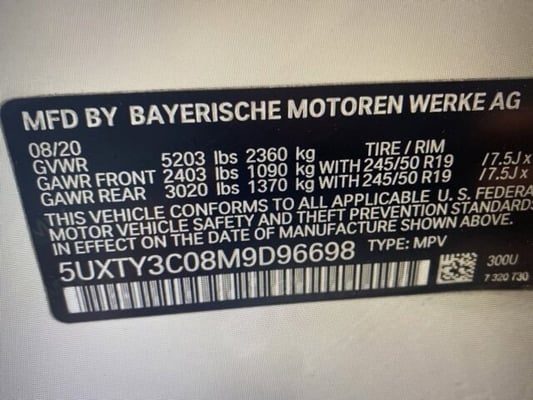 MFD BY BAYERISCHE MOTOREN WERKE AG
08/20 TIRE / RIM
GVWR 5203 lbs 2360 kg
GAWR FRONT 2403 lbs 1090 kg WITH 245/50 R19 /7.5J x
GAWR REAR 3020 lbs 1370 kg WITH 245/50 R19 /7.5J x
THIS VEHICLE CONFORMS TO ALL APPLICABLE U. S. FEDERA
MOTOR VEHICLE SAFETY AND THEFT PREVENTION STANDARDS
IN EFFECT ON THE DATE OF MANUFACTURE SHOWN ABOVE.
5UXTY3C08M9D96698 TYPE: MPV
300U
7 320 730